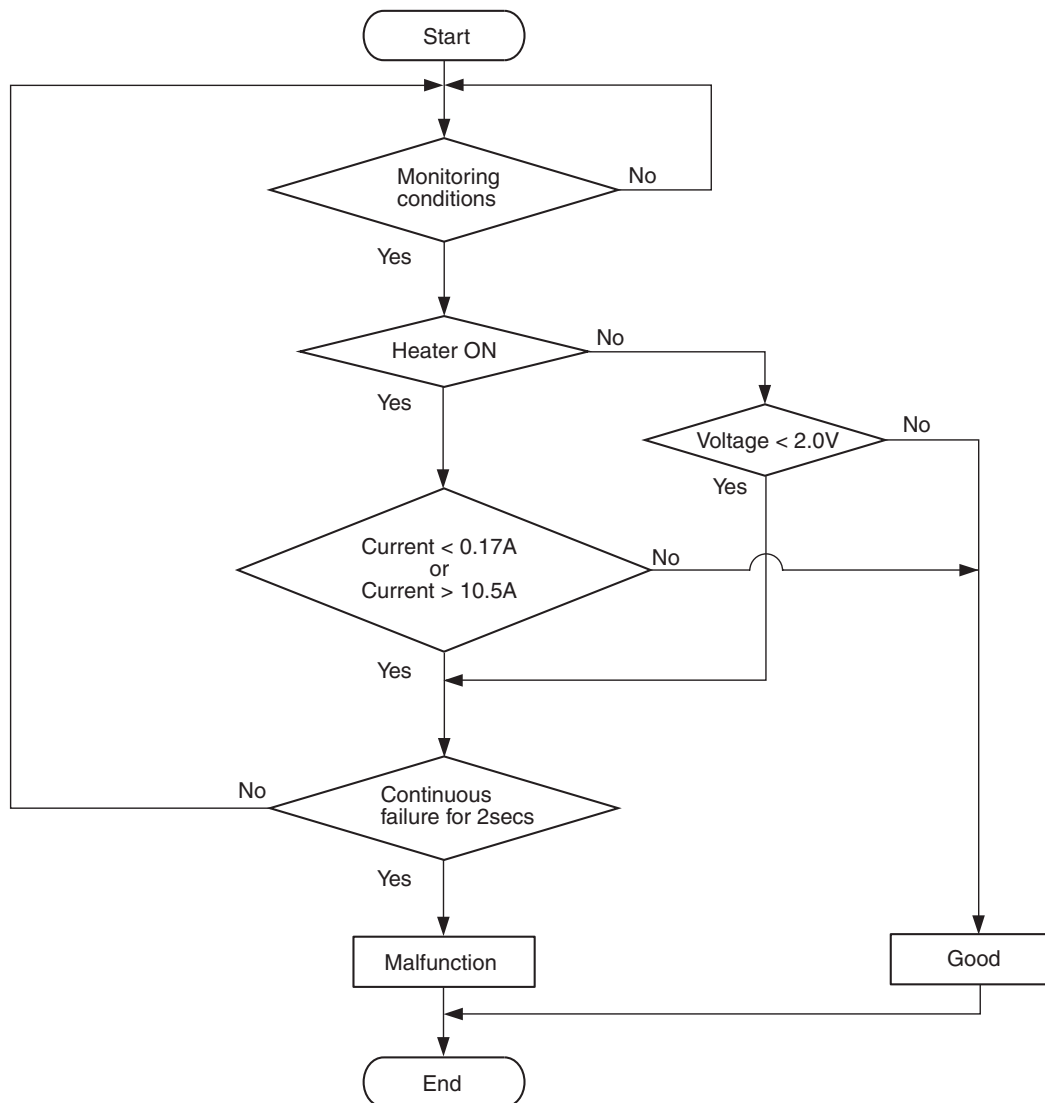 Start
Monitoring
conditions
No
Yes
Heater ON
No
Yes
Voltage < 2.0V
No
Yes
Current < 0.17A
or
Current > 10.5A
No
Yes
Continuous
failure for 2secs
No
Yes
Malfunction
Good
End